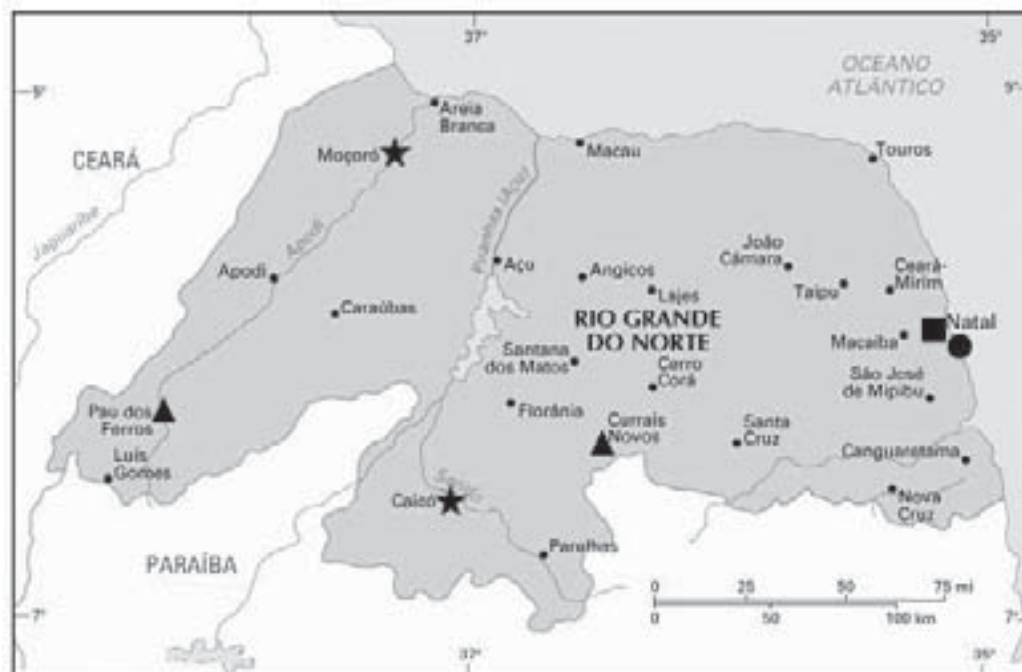 37°
35°
OCEANO
ATLÂNTICO
5°
5°
Areia
Branca
CEARÁ
Moçoró
Macau
Touros
Jaguaribe
Apodi
Piranhas (Açu)
Apodi
Açu
Angicos
João
Câmara
Ceará-
Mirim
Taipu
Caraúbas
Lajes
RIO GRANDE
DO NORTE
Natal
Macaíba
Santana
dos Matos
Cerro
Corá
São José
de Mipibu
Pau dos
Ferros
Florânia
Currais
Novos
Santa
Cruz
Canguaretama
Luís
Gomes
Caicó
Nova
Cruz
PARAÍBA
Parelhas
0 25 50 75 mi
0 50 100 km
7°
7°
37°
35°